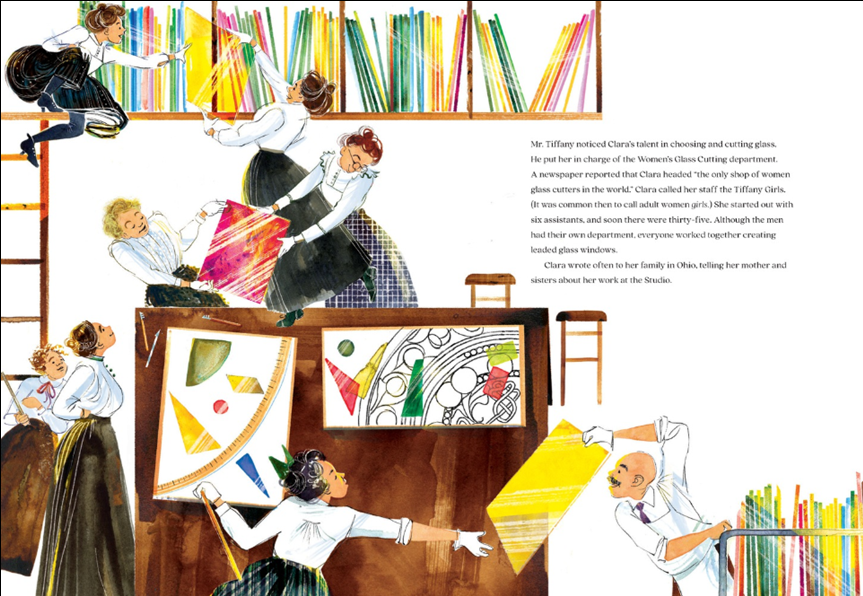 Mr. Tiffany noticed Clara's talent in choosing and cutting glass.
He put her in charge of the Women's Glass Cutting department.
A newspaper reported that Clara headed "the only shop of women
glass cutters in the world." Clara called her staff the Tiffany Girls.
(It was common then to call adult women girls.) She started out with
six assistants, and soon there were thirty-five. Although the men
had their own department, everyone worked together creating
leaded glass windows.
Clara wrote often to her family in Ohio, telling her mother and
sisters about her work at the Studio.